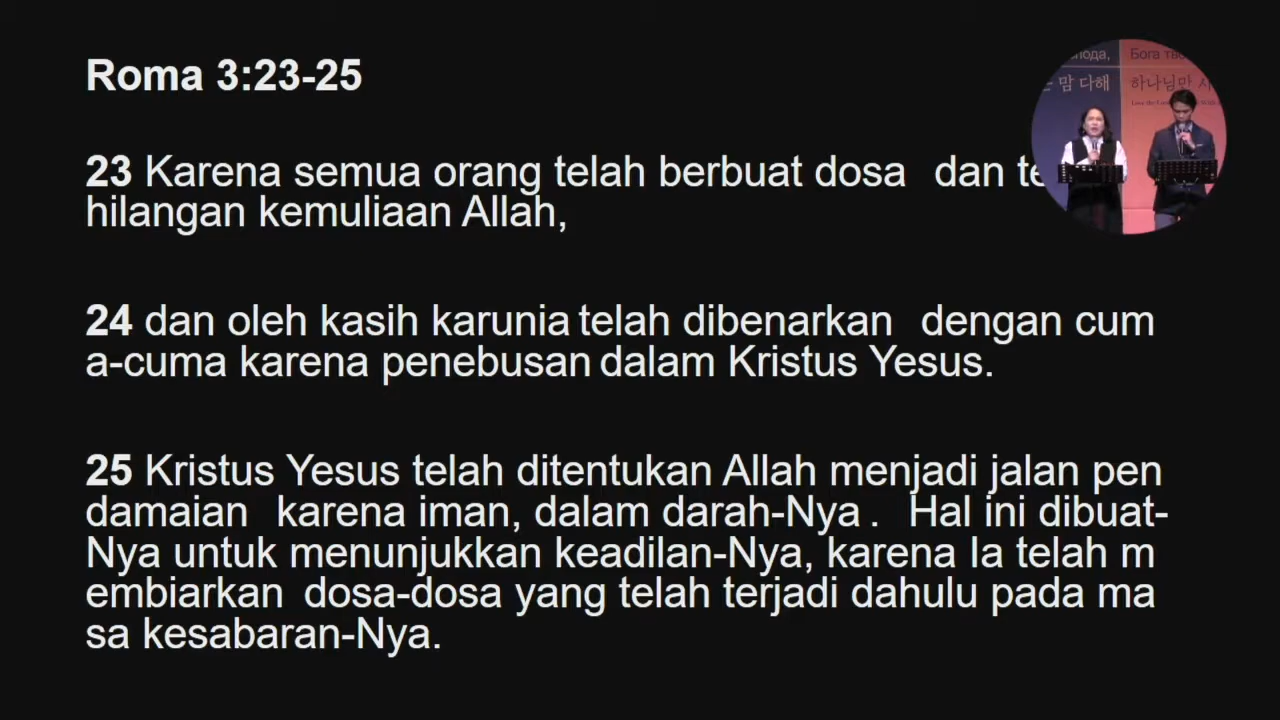 Roma 3:23-25
23 Karena semua orang telah berbuat dosa dan te
hilangan kemuliaan Allah,
24 dan oleh kasih karunia telah dibenarkan dengan cum
a-cuma karena penebusan dalam Kristus Yesus.
25 Kristus Yesus telah ditentukan Allah menjadi jalan pen
damaian karena iman, dalam darah-Nya . Hal ini dibuat-
Nya untuk menunjukkan keadilan-Nya, karena Ia telah m
embiarkan dosa-dosa yang telah terjadi dahulu pada ma
sa kesabaran-Nya.
Бога тво
맘 다해
하나님만 사